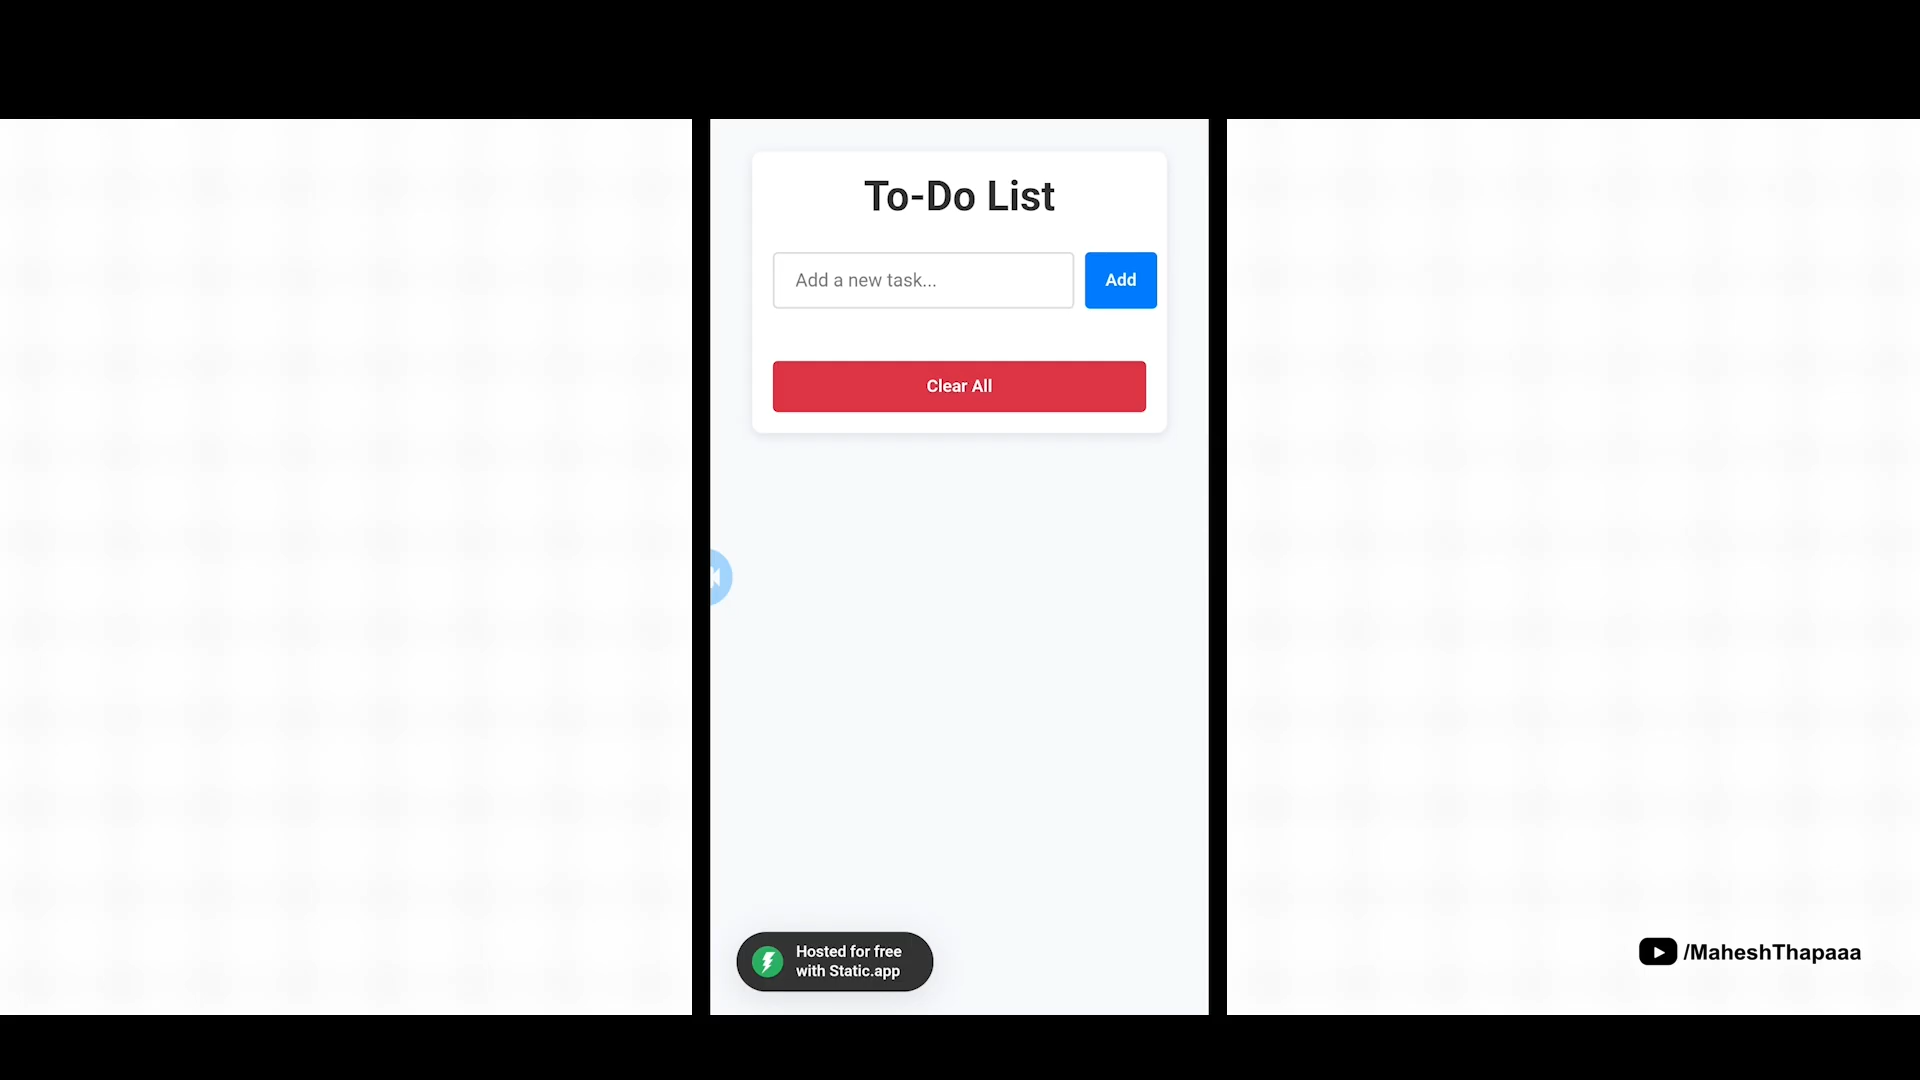 To-Do List
Add a new task...
Add
Clear All
Hosted for free
with Static.app
/MaheshThapaaa